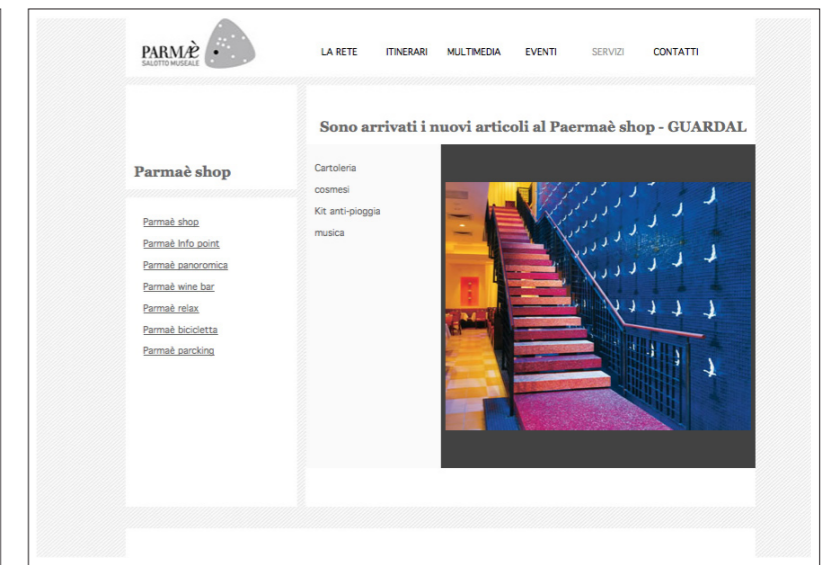 PARMAÈ
SALOTTO MUSEALE
LA RETE ITINERARI MULTIMEDIA EVENTI SERVIZI CONTATTI
Parmaè shop
Parmaè shop
Parmaè Info point
Parmaè panoromica
Parmaè wine bar
Parmaè relax
Parmaè bicicletta
Parmaè parcking
Sono arrivati i nuovi articoli al Paermaè shop - GUARDAL
Cartoleria
cosmesi
Kit anti-pioggia
musica